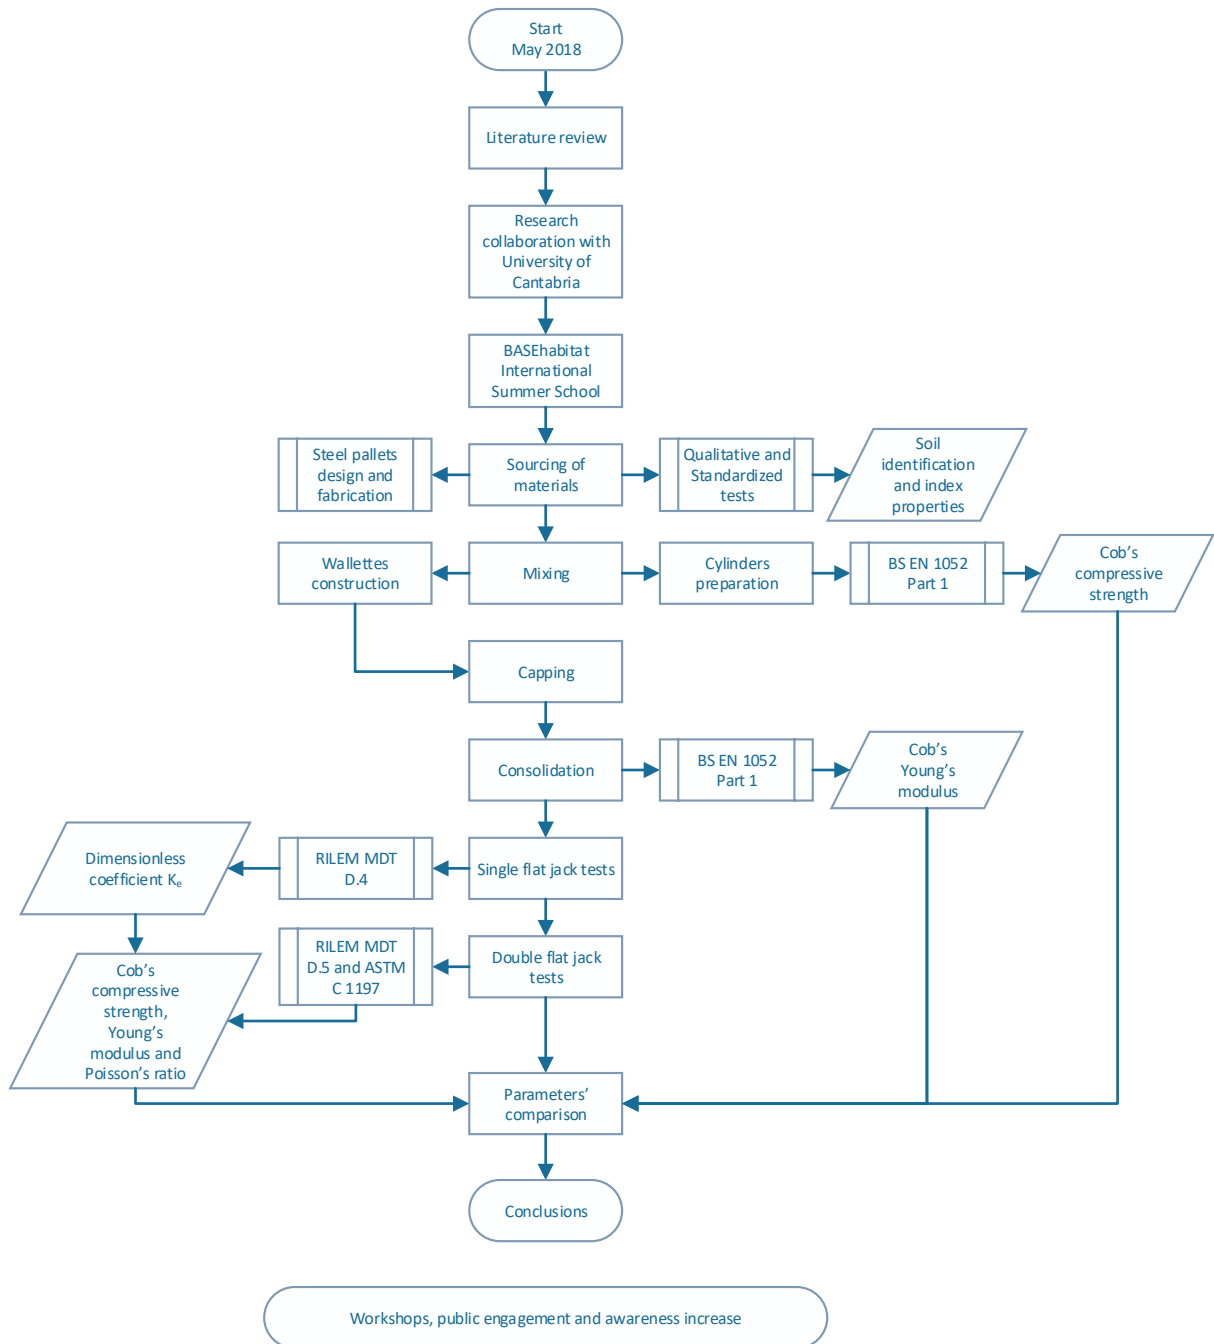 Start
May 2018
Literature review
Research
collaboration with
University of
Cantabria
BASEhabitat
International
Summer School
Steel pallets
design and
fabrication
Sourcing of
materials
Qualitative and
Standardized
tests
Soil
identification
and index
properties
Wallettes
construction
Mixing
Cylinders
preparation
BS EN 1052
Part 1
Cob's
compressive
strength
Capping
Consolidation
BS EN 1052
Part 1
Cob's
Young's
modulus
Dimensionless
coefficient Kₑ
RILEM MDT
D.4
Single flat jack tests
Cob's
compressive
strength,
Young's
modulus and
Poisson's ratio
RILEM MDT
D.5 and ASTM
C 1197
Double flat jack
tests
Parameters'
comparison
Conclusions
Workshops, public engagement and awareness increase